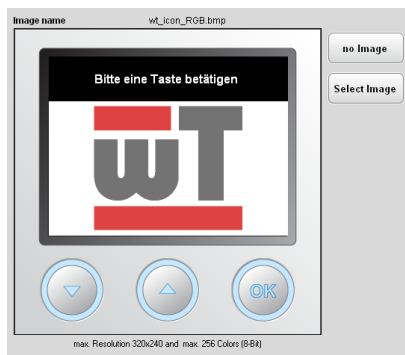 Image name wt_icon_RGB.bmp
no Image
Select Image
Bitte eine Taste betätigen
wT
OK
max. Resolution 320x240 and max. 256 Colors (8-Bit)